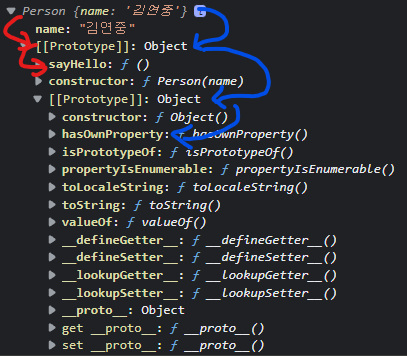 Person {name: '김연중'} i
name: "김연중"
[[Prototype]]: Object
sayHello: ƒ ()
constructor: ƒ Person(name)
[[Prototype]]: Object
constructor: ƒ Object()
hasOwnProperty: ƒ hasOwnProperty()
isPrototypeOf: ƒ isPrototypeOf()
propertyIsEnumerable: ƒ propertyIsEnumerable()
toLocaleString: ƒ toLocaleString()
toString: ƒ toString()
valueOf: ƒ valueOf()
__defineGetter__: ƒ __defineGetter__()
__defineSetter__: ƒ __defineSetter__()
__lookupGetter__: ƒ __lookupGetter__()
__lookupSetter__: ƒ __lookupSetter__()
__proto__: Object
get __proto__: ƒ __proto__()
set __proto__: ƒ __proto__()